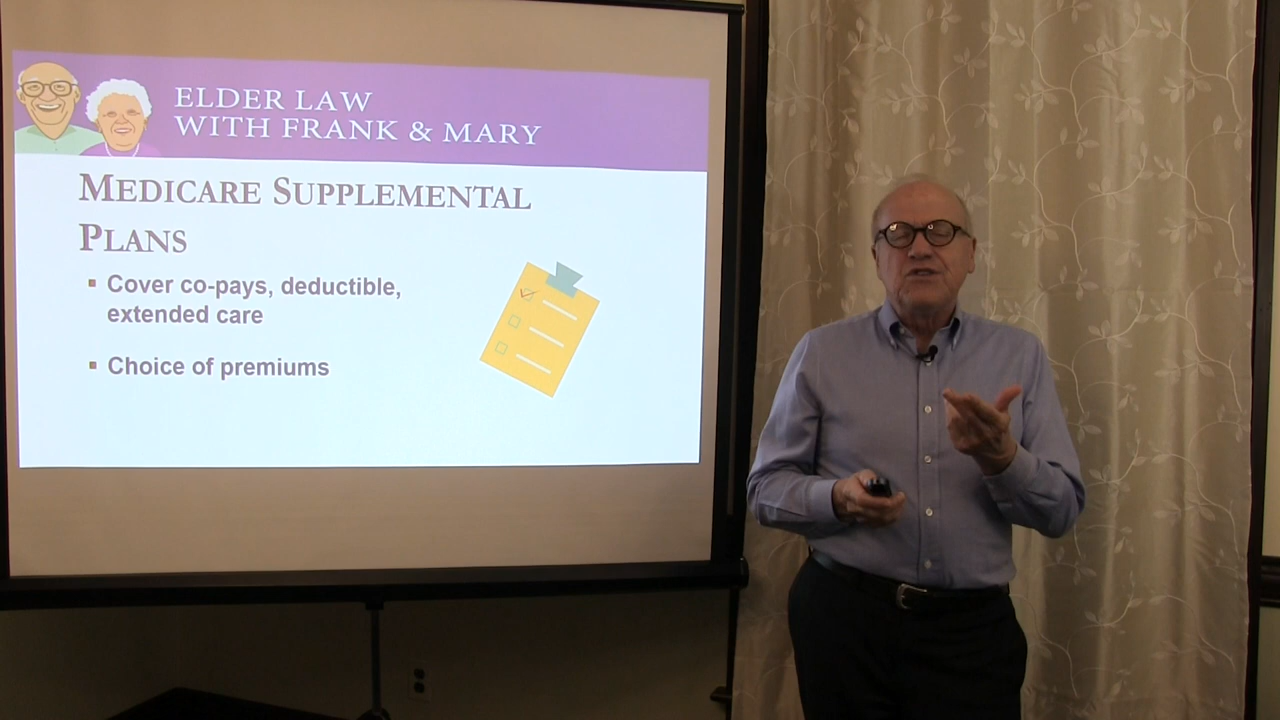 ELDER LAW
WITH FRANK & MARY
MEDICARE SUPPLEMENTAL
PLANS
Cover co-pays, deductible,
extended care
Choice of premiums